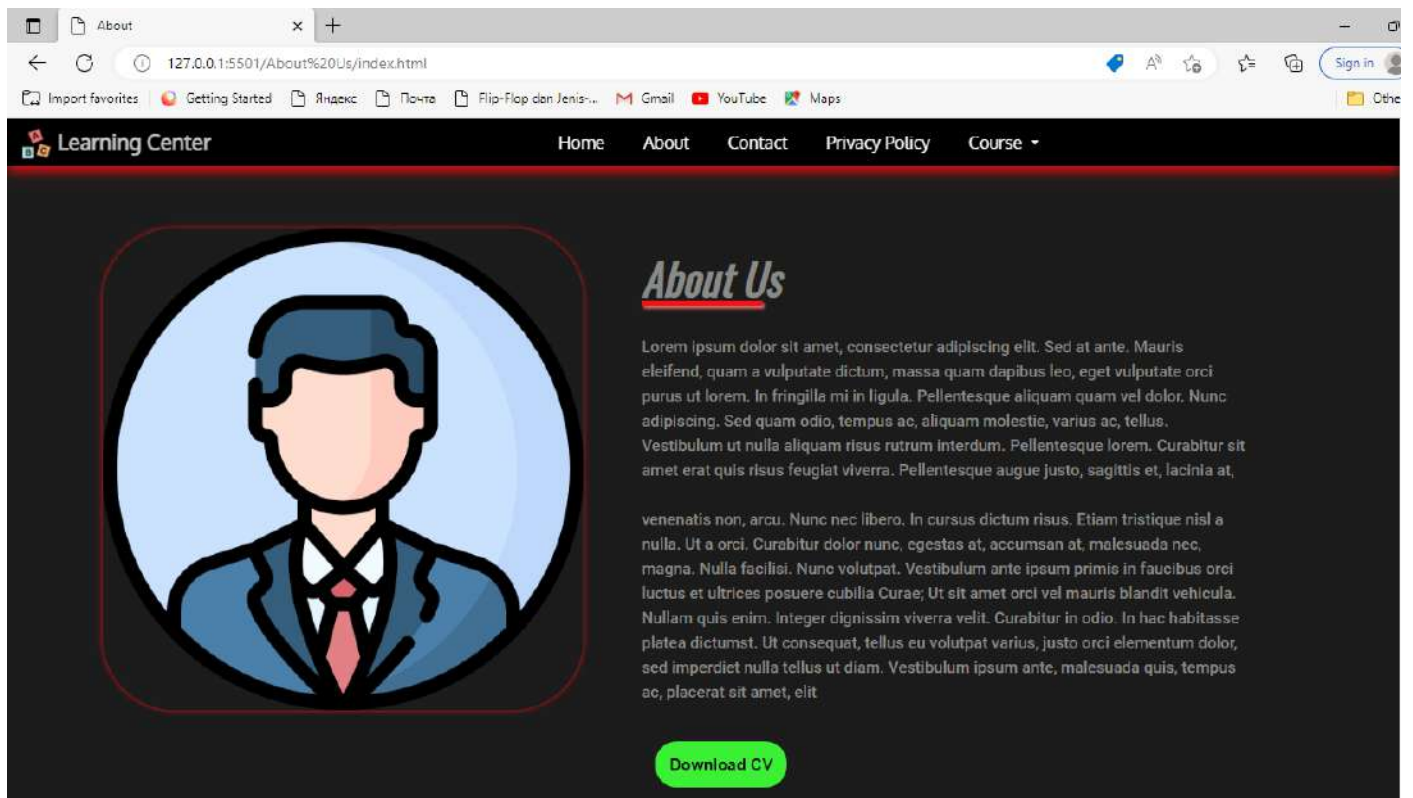 About
127.0.0.1:5501/About%20Us/index.html
Sign in
Import favorites Getting Started Яндекс Почта Flip-Flop dan Jenis-... Gmail YouTube Maps Othe
Learning Center Home About Contact Privacy Policy Course
About Us
Lorem ipsum dolor sit amet, consectetur adipiscing elit. Sed at ante. Mauris
eleifend, quam a vulputate dictum, massa quam dapibus leo, eget vulputate orci
purus ut lorem. In fringilla mi in ligula. Pellentesque aliquam quam vel dolor. Nunc
adipiscing. Sed quam odio, tempus ac, aliquam molestie, varius ac, tellus.
Vestibulum ut nulla aliquam risus rutrum interdum. Pellentesque lorem. Curabitur sit
amet erat quis risus feugiat viverra. Pellentesque augue justo, sagittis et, lacinia at,
venenatis non, arcu. Nunc nec libero. In cursus dictum risus. Etiam tristique nisl a
nulla. Ut a orci. Curabitur dolor nunc, egestas at, accumsan at, malesuada nec,
magna. Nulla facilisi. Nunc volutpat. Vestibulum ante ipsum primis in faucibus orci
luctus et ultrices posuere cubilia Curae; Ut sit amet orci vel mauris blandit vehicula.
Nullam quis enim. Integer dignissim viverra velit. Curabitur in odio. In hac habitasse
platea dictumst. Ut consequat, tellus eu volutpat varius, justo orci elementum dolor,
sed imperdiet nulla tellus ut diam. Vestibulum ipsum ante, malesuada quis, tempus
ac, placerat sit amet, elit
Download CV